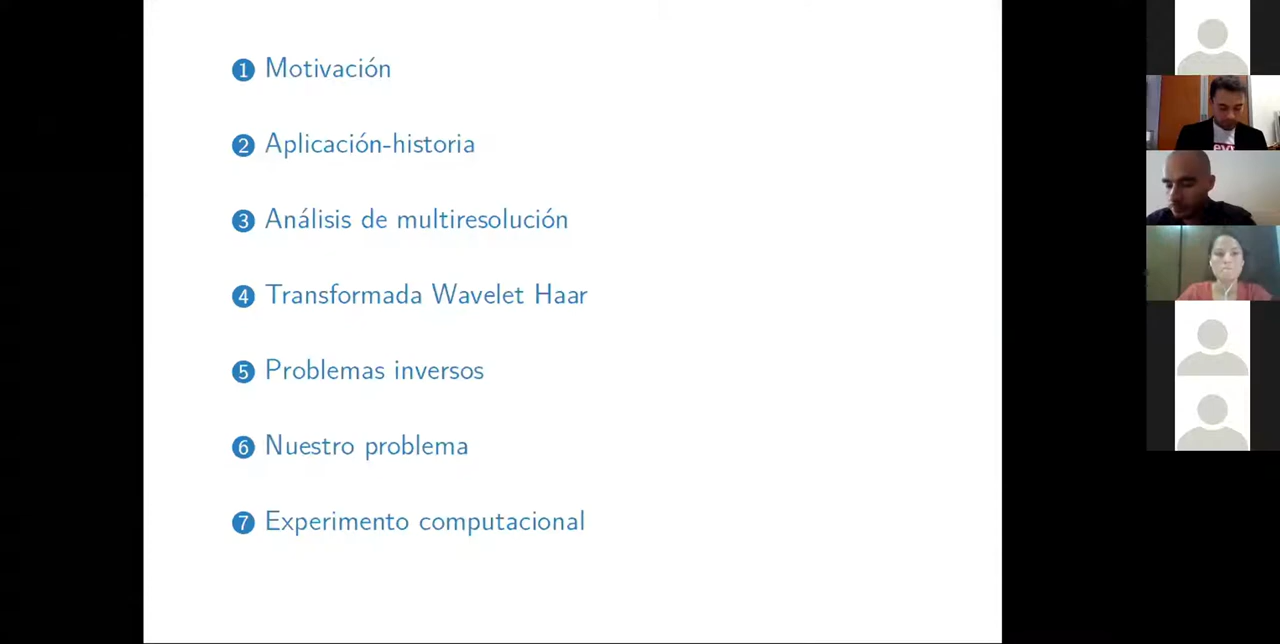 1 Motivación
2 Aplicación-historia
3 Análisis de multiresolución
4 Transformada Wavelet Haar
5 Problemas inversos
6 Nuestro problema
7 Experimento computacional